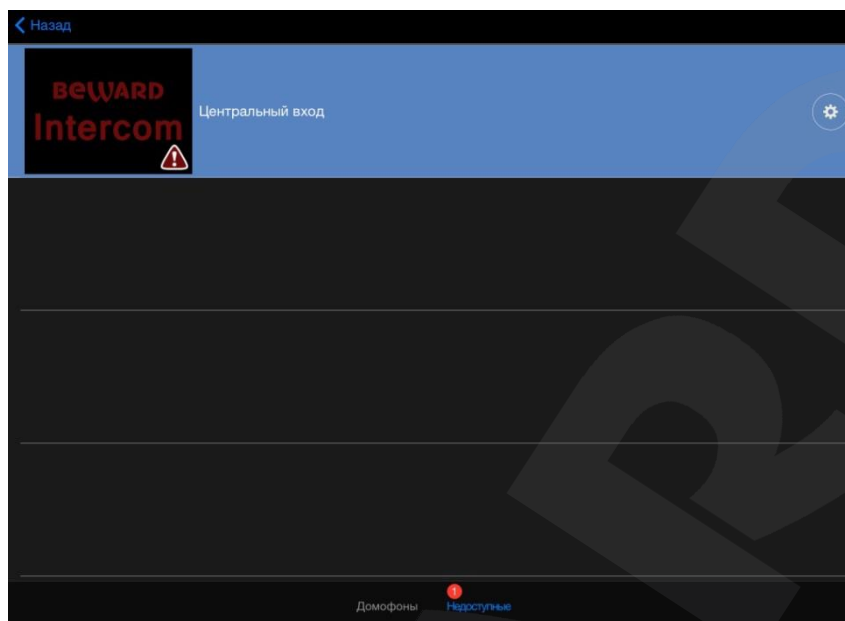 Назад
BEWARD
Intercom
Центральный вход
1
Домофоны
Недоступные